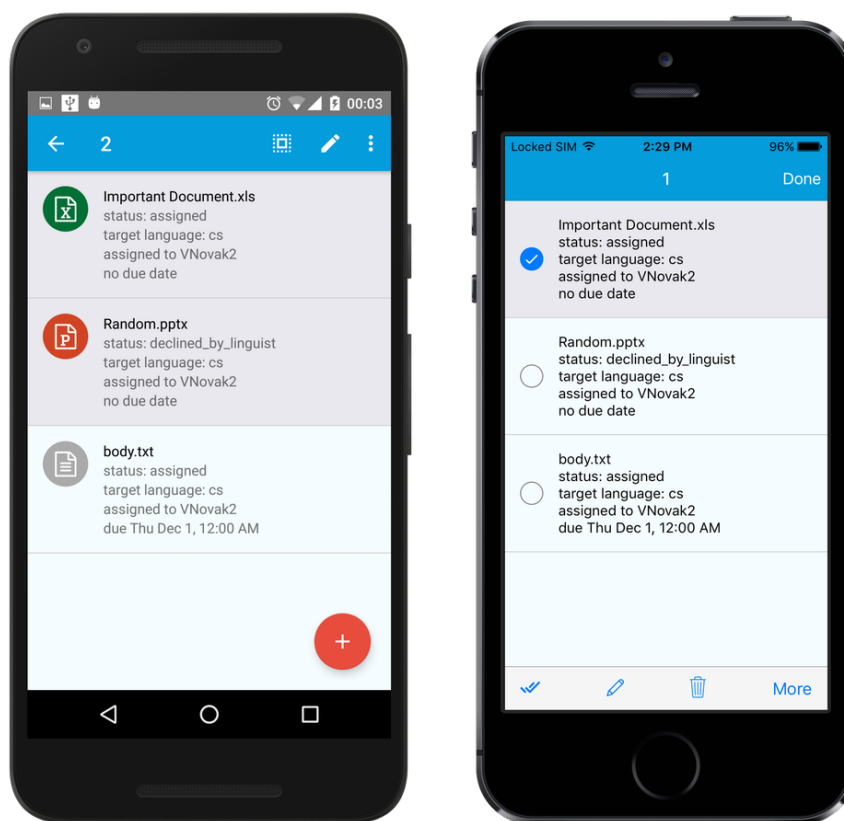 00:03
2
Important Document.xls
status: assigned
target language: cs
assigned to VNovak2
no due date
Random.pptx
status: declined_by_linguist
target language: cs
assigned to VNovak2
no due date
body.txt
status: assigned
target language: cs
assigned to VNovak2
due Thu Dec 1, 12:00 AM
Locked SIM 2:29 PM 96%
1 Done
Important Document.xls
status: assigned
target language: cs
assigned to VNovak2
no due date
Random.pptx
status: declined_by_linguist
target language: cs
assigned to VNovak2
no due date
body.txt
status: assigned
target language: cs
assigned to VNovak2
due Thu Dec 1, 12:00 AM
More